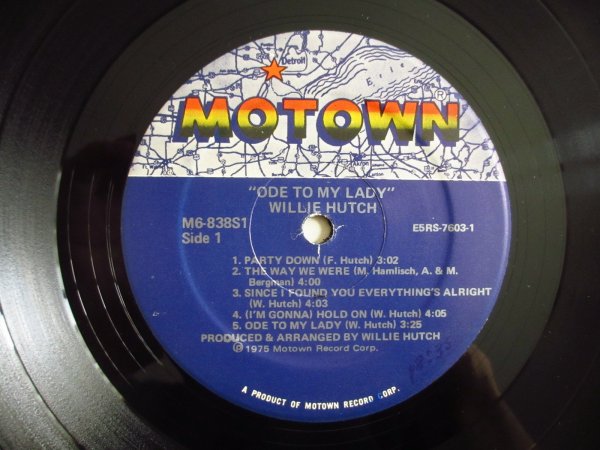 Detroit
Erie
MOTOWN®
Akron
"ODE TO MY LADY"
WILLIE HUTCH
M6-838S1
Side 1
E5RS-7603-1
1. PARTY DOWN (F. Hutch) 3:02
2. THE WAY WE WERE (M. Hamlisch, A. & M.
Bergman) 4:00
3. SINCE I FOUND YOU EVERYTHING'S ALRIGHT
(W. Hutch) 4:03
4. (I'M GONNA) HOLD ON (W. Hutch) 4:05
5. ODE TO MY LADY (W. Hutch) 3:25
PRODUCED & ARRANGED BY WILLIE HUTCH
℗ 1975 Motown Record Corp.
A PRODUCT OF MOTOWN RECORD CORP.